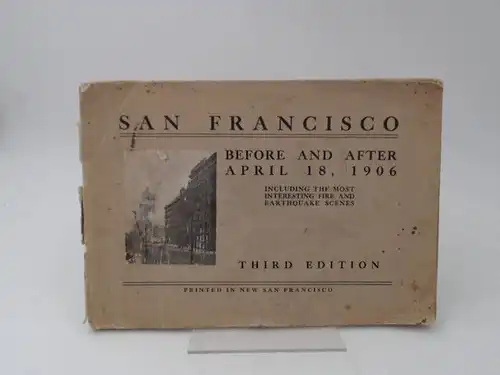 SAN FRANCISCO
BEFORE AND AFTER
APRIL 18, 1906
INCLUDING THE MOST
INTERESTING FIRE AND
EARTHQUAKE SCENES
THIRD EDITION
PRINTED IN NEW SAN FRANCISCO